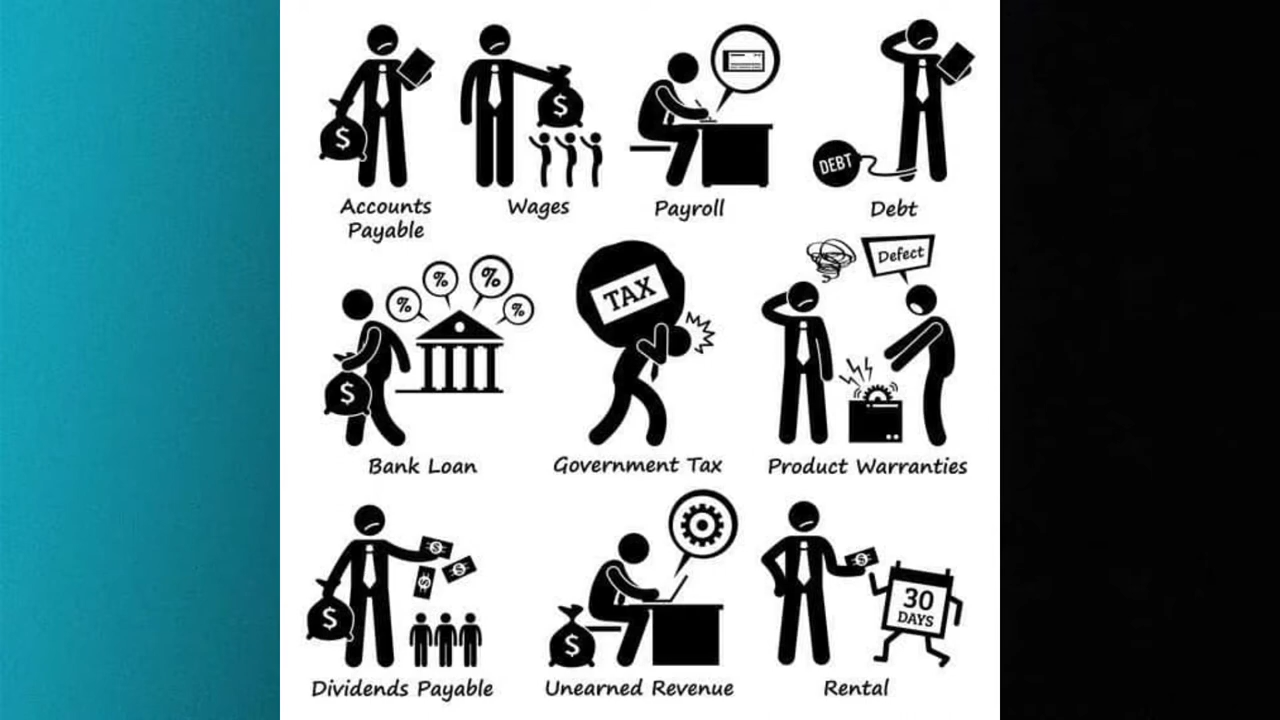 $
$
DEBT
Accounts
Payable
Wages
Payroll
Debt
%
%
%
%
$
TAX
Defect
Bank Loan
Government Tax
Product Warranties
$
$
$
$
$
$
30
DAYS
Dividends Payable
Unearned Revenue
Rental